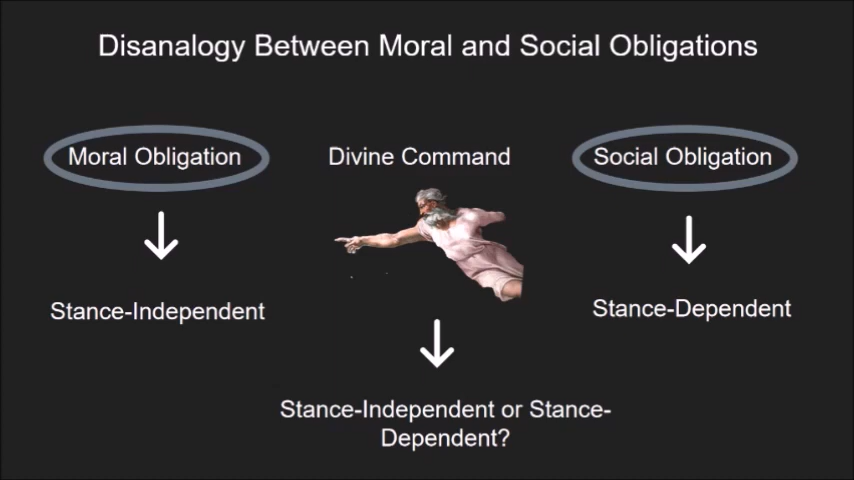 Disanalogy Between Moral and Social Obligations
Moral Obligation
Divine Command
Social Obligation
Stance-Independent
Stance-Dependent
Stance-Independent or Stance-
Dependent?